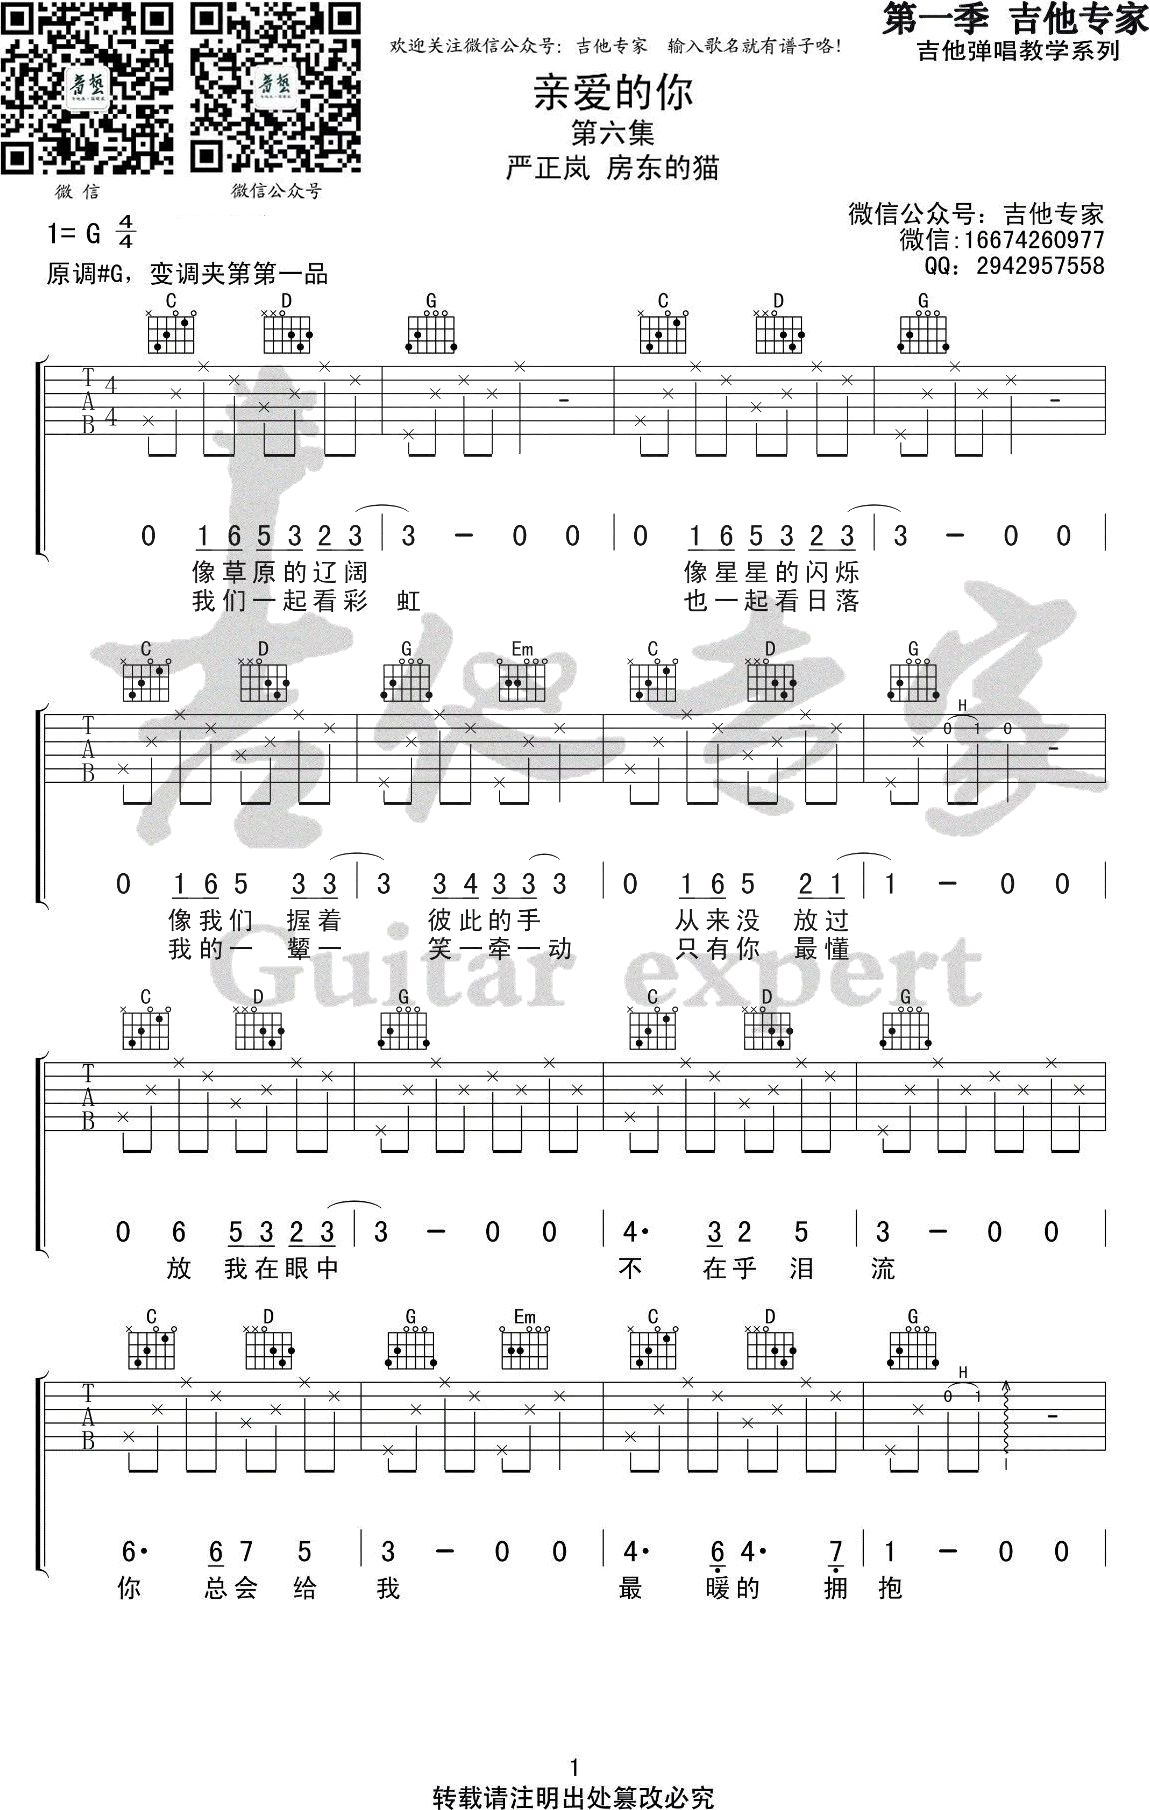 第一季 吉他专家
吉他弹唱教学系列
欢迎关注微信公众号：吉他专家 输入歌名就有谱子咯！
亲爱的你
第六集
严正岚 房东的猫
微信
微信公众号
1= G 4/4
原调#G，变调夹第第一品
微信公众号：吉他专家
微信:16674260977
QQ：2942957558
C D G C D G
TAB 4/4
0 1 6 5 3 2 3 | 3 - 0 0 | 0 1 6 5 3 2 3 | 3 - 0 0
像草原的辽阔 像星星的闪烁
我们一起看彩 虹 也一起看日落
C D G Em C D G
H
TAB 0 1 0
0 1 6 5 3 3 | 3 3 4 3 3 3 | 0 1 6 5 2 1 | 1 - 0 0
像我们 握着 彼此的手 从来没 放过
我的一 颦一 笑一牵一动 只有你 最懂
Guitar expert
C D G C D G
TAB
0 6 5 3 2 3 | 3 - 0 0 | 4· 3 2 5 | 3 - 0 0
放 我在眼中 不 在乎 泪 流
C D G Em C D G
H
TAB 0 1
6· 6 7 5 | 3 - 0 0 | 4· 6 4· 7 | 1 - 0 0
你 总会 给 我 最 暖的 拥 抱
吉他专家
Guitar expert
1
转载请注明出处篡改必究